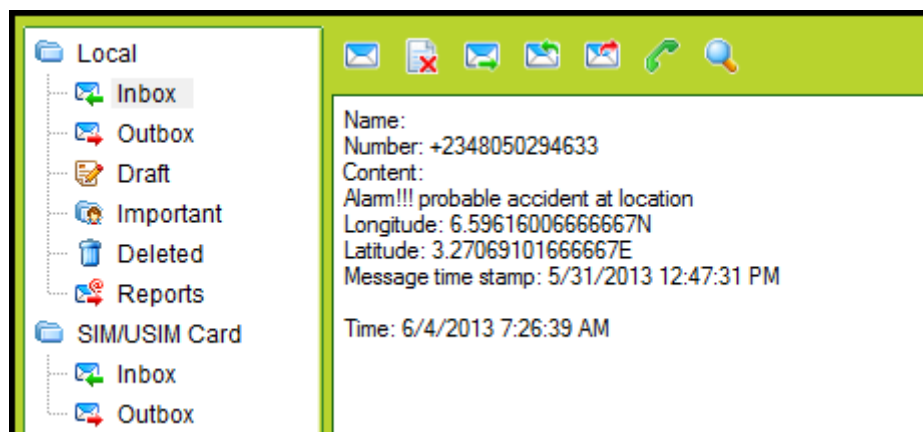 Local
Inbox
Outbox
Draft
Important
Deleted
Reports
SIM/USIM Card
Inbox
Outbox
Name:
Number: +2348050294633
Content:
Alarm!!! probable accident at location
Longitude: 6.59616006666667N
Latitude: 3.27069101666667E
Message time stamp: 5/31/2013 12:47:31 PM
Time: 6/4/2013 7:26:39 AM